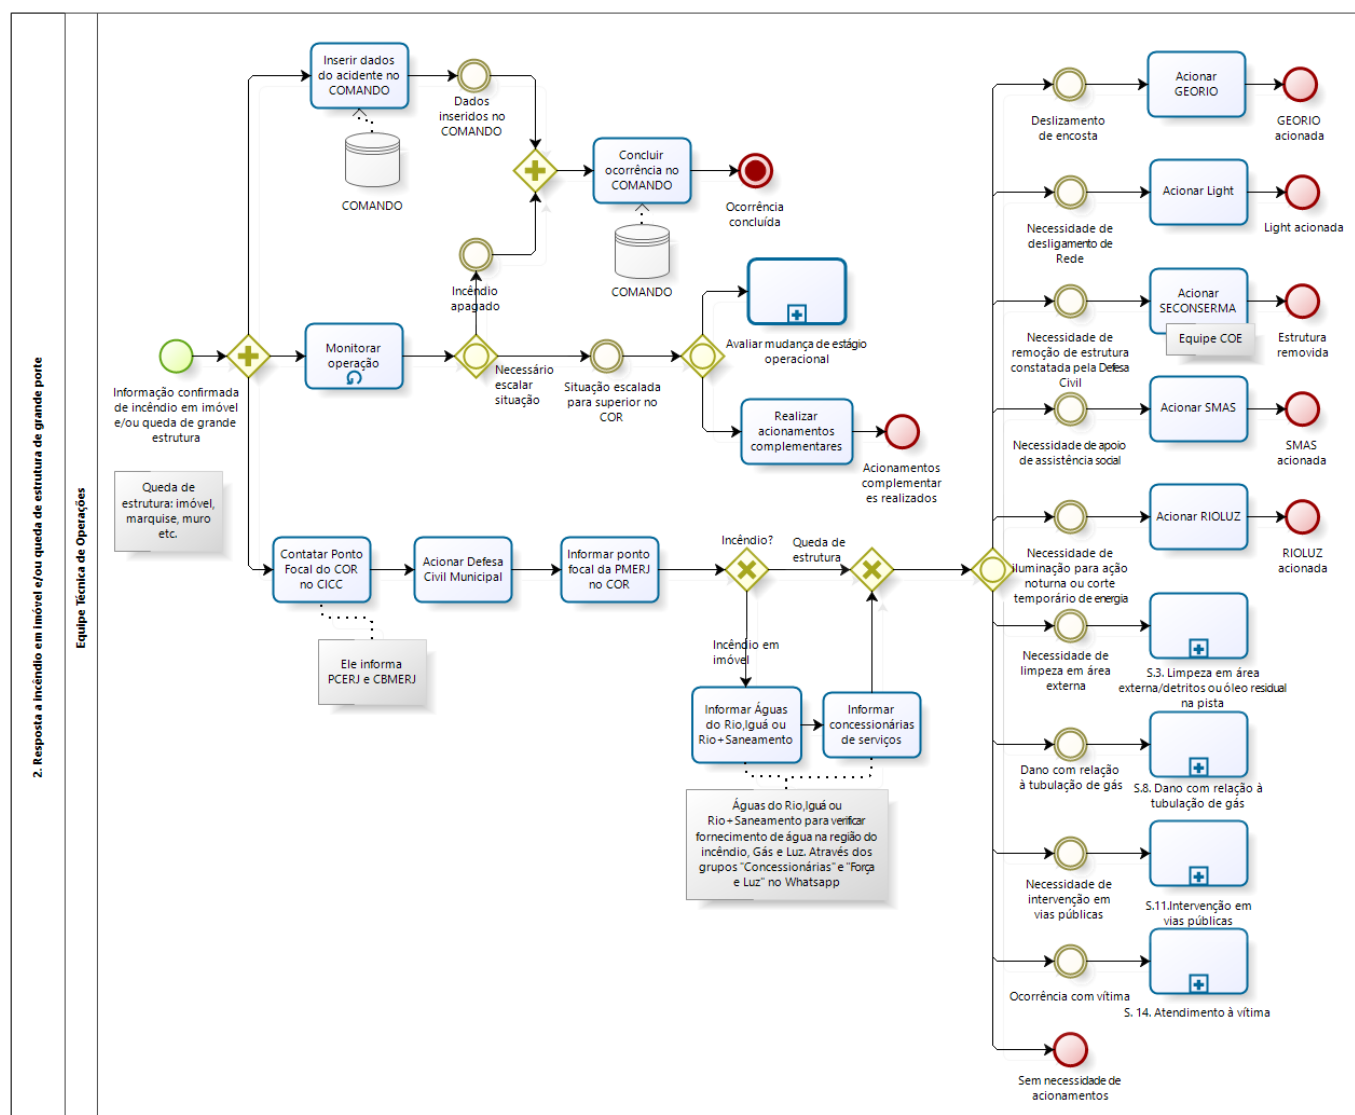 2. Resposta a incêndio em imóvel e/ou queda de estrutura de grande porte
Equipe Técnica de Operações
Informação confirmada
de incêndio em imóvel
e/ou queda de grande
estrutura
Queda de
estrutura: imóvel,
marquise, muro
etc.
Inserir dados
do acidente no
COMANDO
COMANDO
Dados
inseridos no
COMANDO
Concluir
ocorrência no
COMANDO
COMANDO
Ocorrência
concluída
Incêndio
apagado
Monitorar
operação
Necessário
escalar
situação
Situação escalada
para superior no
COR
Avaliar mudança de estágio
operacional
Realizar
acionamentos
complementares
Acionamentos
complementar
es realizados
Contatar Ponto
Focal do COR
no CICC
Ele informa
PCERJ e CBMERJ
Acionar Defesa
Civil Municipal
Informar ponto
focal da PMERJ
no COR
Incêndio?
Queda de
estrutura
Incêndio em
imóvel
Informar Águas
do Rio,Iguá ou
Rio+Saneamento
Informar
concessionárias
de serviços
Águas do Rio,Iguá ou
Rio+Saneamento para verificar
fornecimento de água na região do
incêndio, Gás e Luz. Através dos
grupos "Concessionárias" e "Força
e Luz" no Whatsapp
Deslizamento
de encosta
Acionar
GEORIO
GEORIO
acionada
Necessidade de
desligamento de
Rede
Acionar Light
Light acionada
Necessidade de
remoção de estrutura
constatada pela Defesa
Civil
Acionar
SECONSERMA
Equipe COE
Estrutura
removida
Necessidade de apoio
de assistência social
Acionar SMAS
SMAS
acionada
Necessidade de
iluminação para ação
noturna ou corte
temporário de energia
Acionar RIOLUZ
RIOLUZ
acionada
Necessidade de
limpeza em área
externa
S.3. Limpeza em área
externa/detritos ou óleo residual
na pista
Dano com relação
à tubulação de gás
S.8. Dano com relação à
tubulação de gás
Necessidade de
intervenção em
vias públicas
S.11.Intervenção em
vias públicas
Ocorrência com vítima
S. 14. Atendimento à vítima
Sem necessidade de
acionamentos